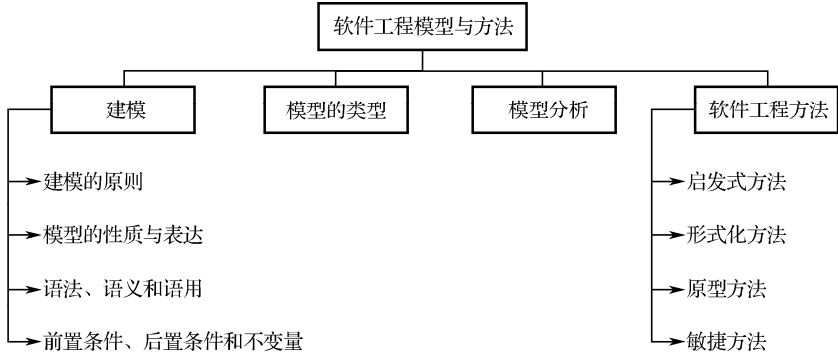 软件工程模型与方法
建模
模型的类型
模型分析
软件工程方法
建模的原则
模型的性质与表达
语法、语义和语用
前置条件、后置条件和不变量
启发式方法
形式化方法
原型方法
敏捷方法